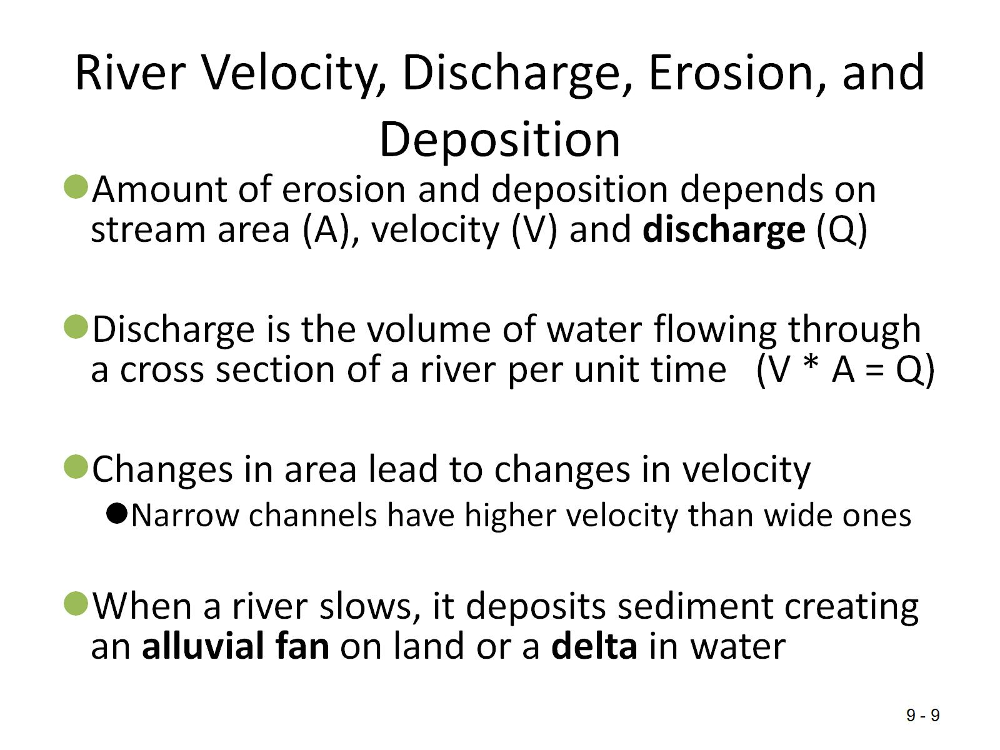 River Velocity, Discharge, Erosion, and
Deposition
Amount of erosion and deposition depends on
stream area (A), velocity (V) and discharge (Q)
Discharge is the volume of water flowing through
a cross section of a river per unit time (V * A = Q)
Changes in area lead to changes in velocity
Narrow channels have higher velocity than wide ones
When a river slows, it deposits sediment creating
an alluvial fan on land or a delta in water
9 - 9